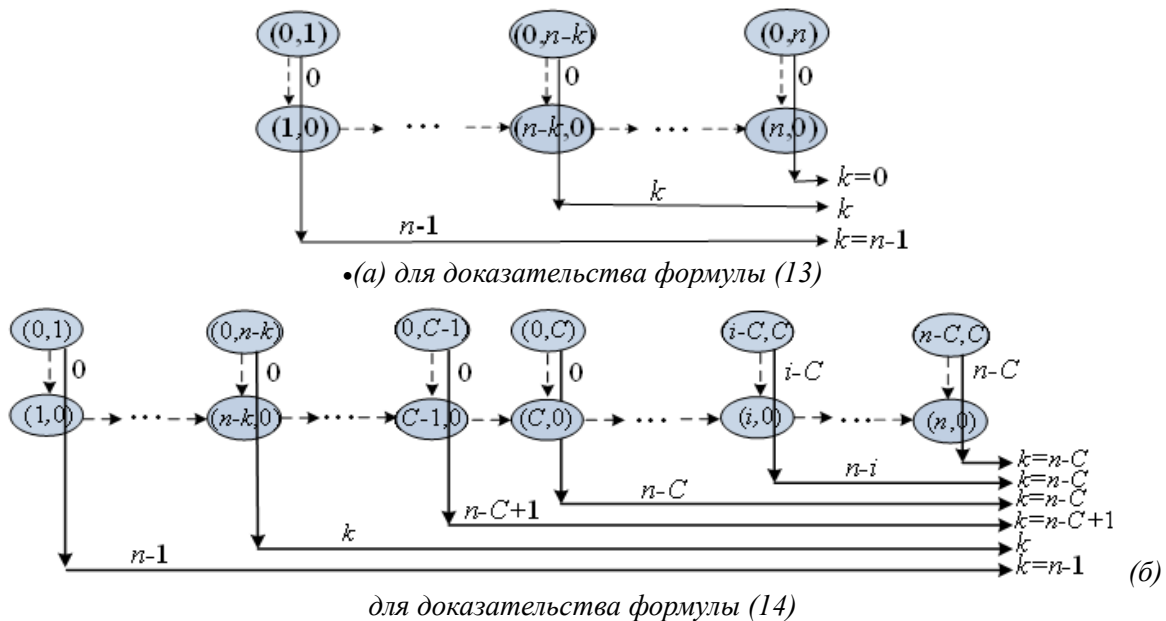 (0,1) (0,n-k) (0,n)
0 0 0
(1,0) ... (n-k,0) ... (n,0)
k=0
k k
n-1 k=n-1
•(а) для доказательства формулы (13)
(0,1) (0,n-k) (0,C-1) (0,C) (i-C,C) (n-C,C)
0 0 0 0 i-C n-C
(1,0) ... (n-k,0) ... C-1,0 (C,0) ... (i,0) ... (n,0)
k=n-C
n-i k=n-C
n-C k=n-C
n-C+1 k=n-C+1
k k
n-1 k=n-1 (б)
для доказательства формулы (14)